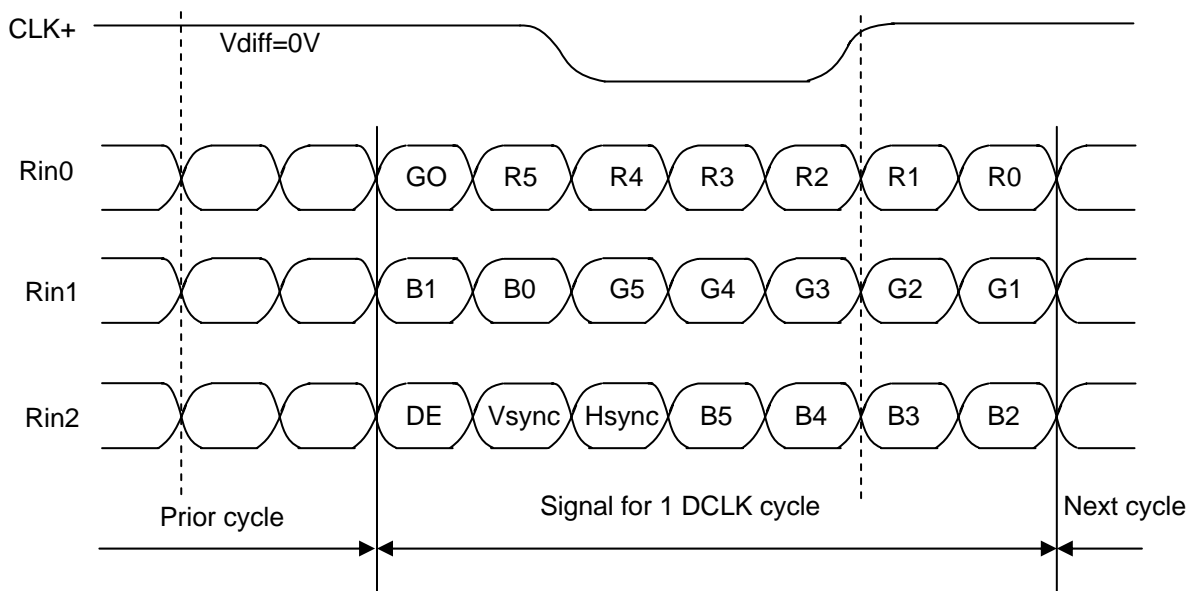 CLK+
Vdiff=0V
Rin0 GO R5 R4 R3 R2 R1 R0
Rin1 B1 B0 G5 G4 G3 G2 G1
Rin2 DE Vsync Hsync B5 B4 B3 B2
Prior cycle Signal for 1 DCLK cycle Next cycle